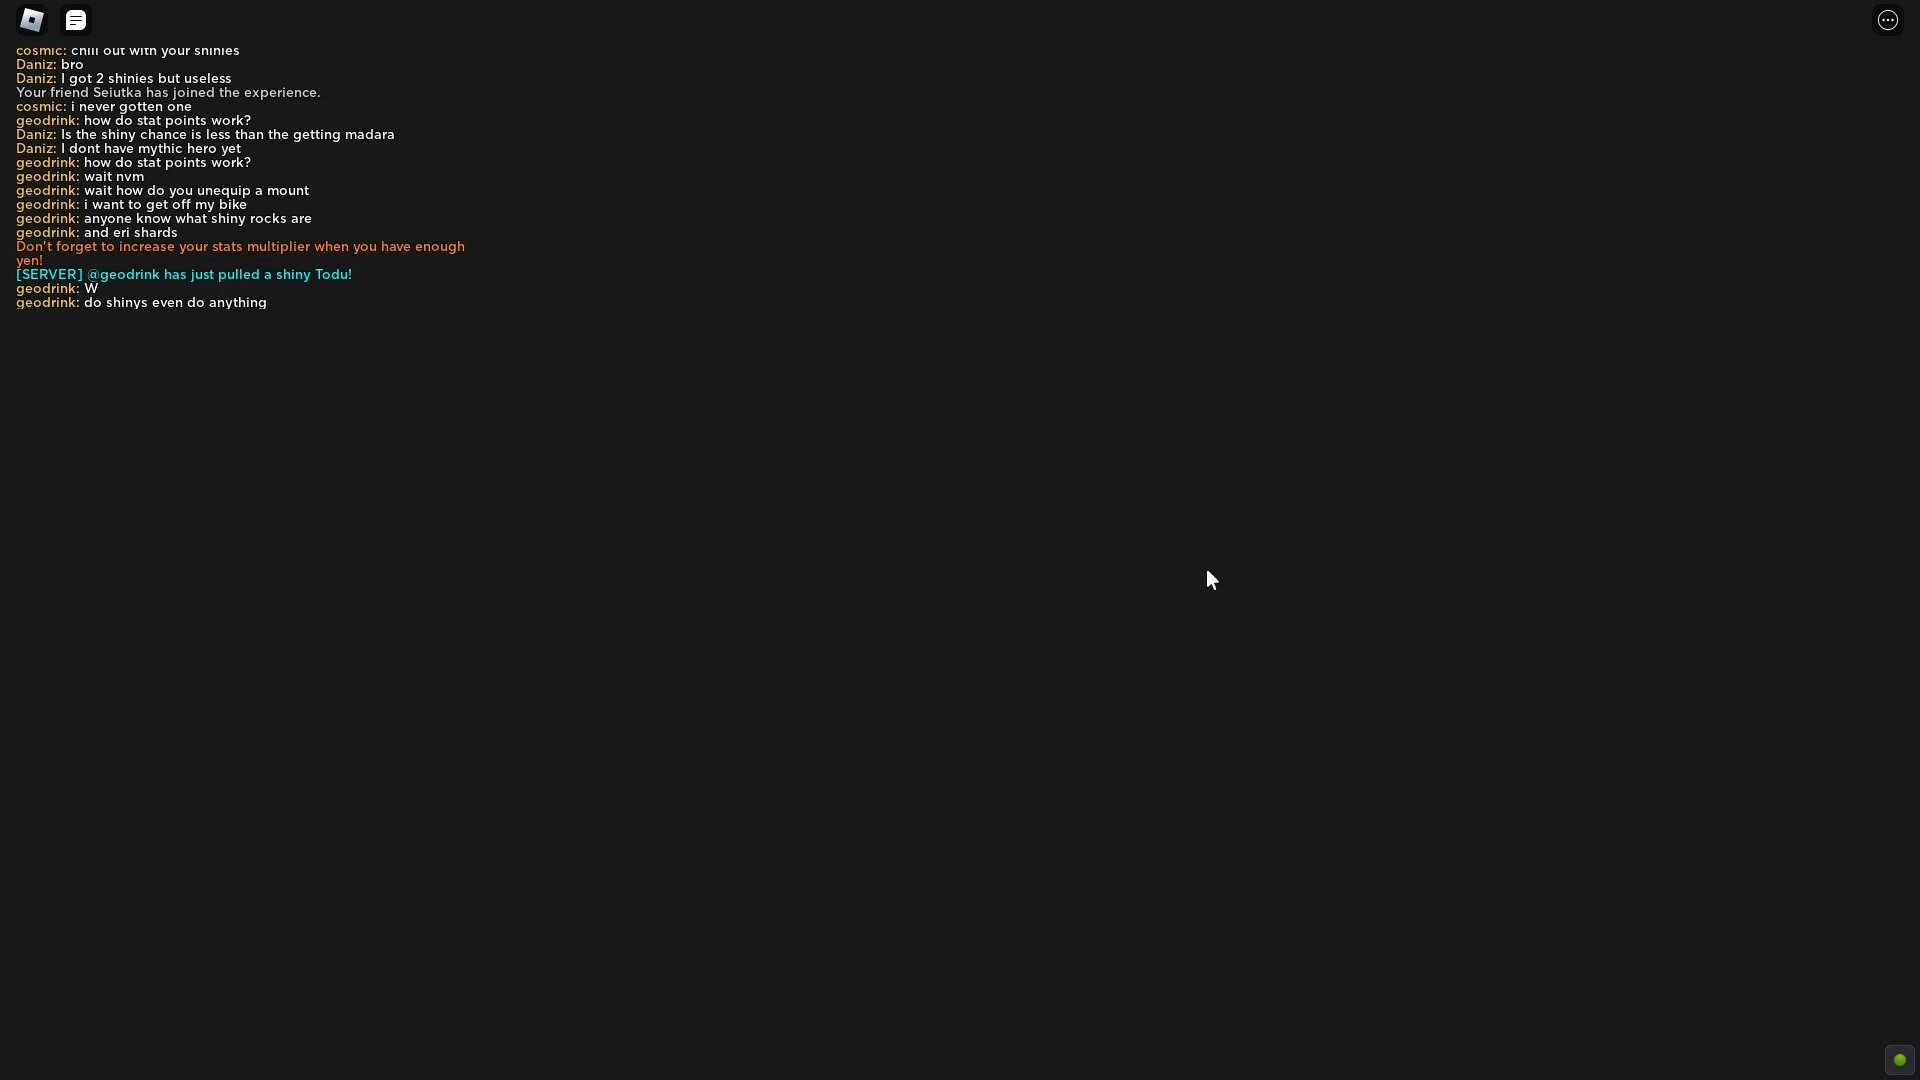 cosmic: chill out with your shinies
Daniz: bro
Daniz: I got 2 shinies but useless
Your friend Seiutka has joined the experience.
cosmic: i never gotten one
geodrink: how do stat points work?
Daniz: Is the shiny chance is less than the getting madara
Daniz: I dont have mythic hero yet
geodrink: how do stat points work?
geodrink: wait nvm
geodrink: wait how do you unequip a mount
geodrink: i want to get off my bike
geodrink: anyone know what shiny rocks are
geodrink: and eri shards
Don't forget to increase your stats multiplier when you have enough
yen!
[SERVER] @geodrink has just pulled a shiny Todu!
geodrink: W
geodrink: do shinys even do anything